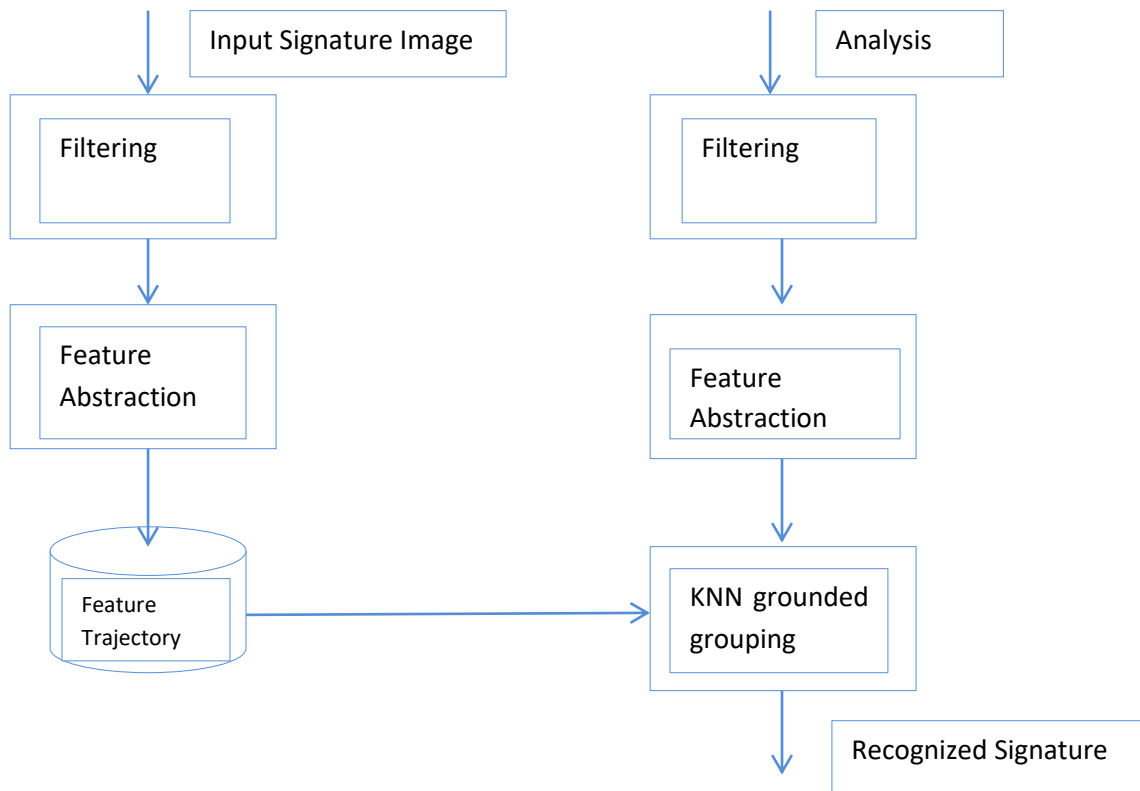 Input Signature Image
Analysis
Filtering
Filtering
Feature
Abstraction
Feature
Abstraction
Feature
Trajectory
KNN grounded
grouping
Recognized Signature